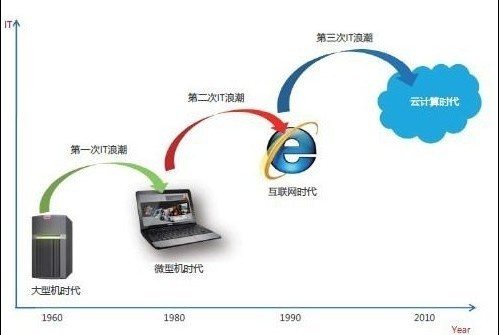 IT
第三次IT浪潮
第二次IT浪潮
云计算时代
第一次IT浪潮
互联网时代
微型机时代
大型机时代
1960
1980
1990
2010
Year